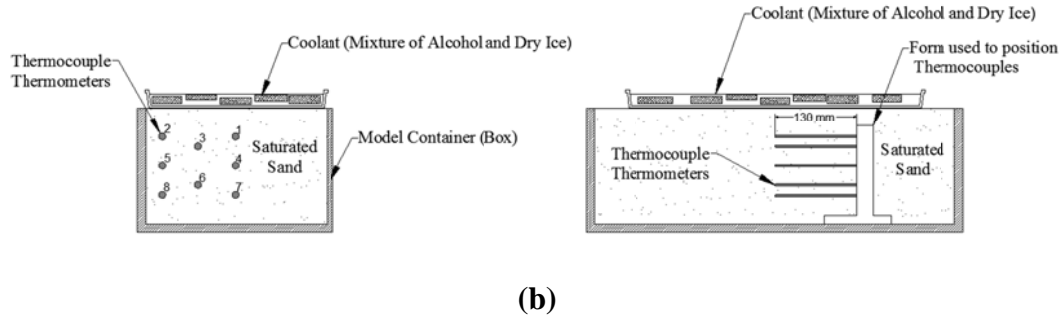 Coolant (Mixture of Alcohol and Dry Ice)
Thermocouple
Thermometers
2
3
1
5
4
6
8
7
Saturated
Sand
Model Container (Box)
Coolant (Mixture of Alcohol and Dry Ice)
Form used to position
Thermocouples
130 mm
Thermocouple
Thermometers
Saturated
Sand
(b)